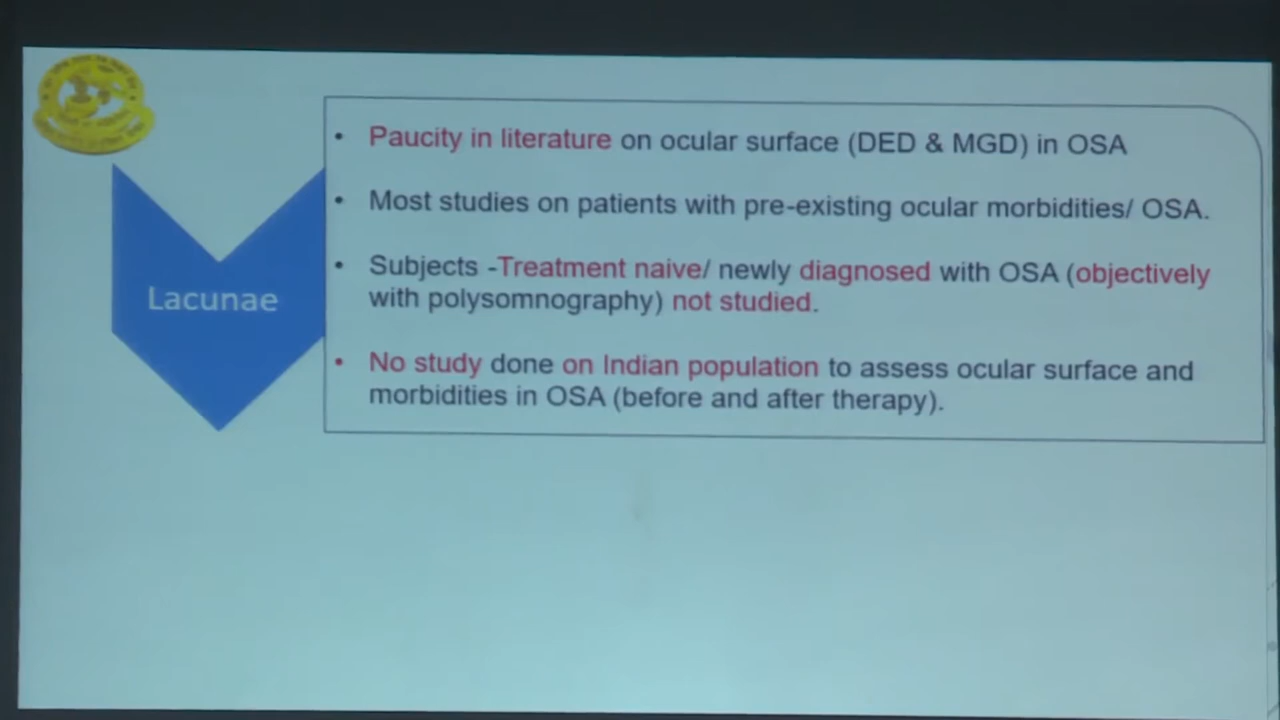 • Paucity in literature on ocular surface (DED & MGD) in OSA
• Most studies on patients with pre-existing ocular morbidities/ OSA.
• Subjects -Treatment naive/ newly diagnosed with OSA (objectively
with polysomnography) not studied.
• No study done on Indian population to assess ocular surface and
morbidities in OSA (before and after therapy).
Lacunae